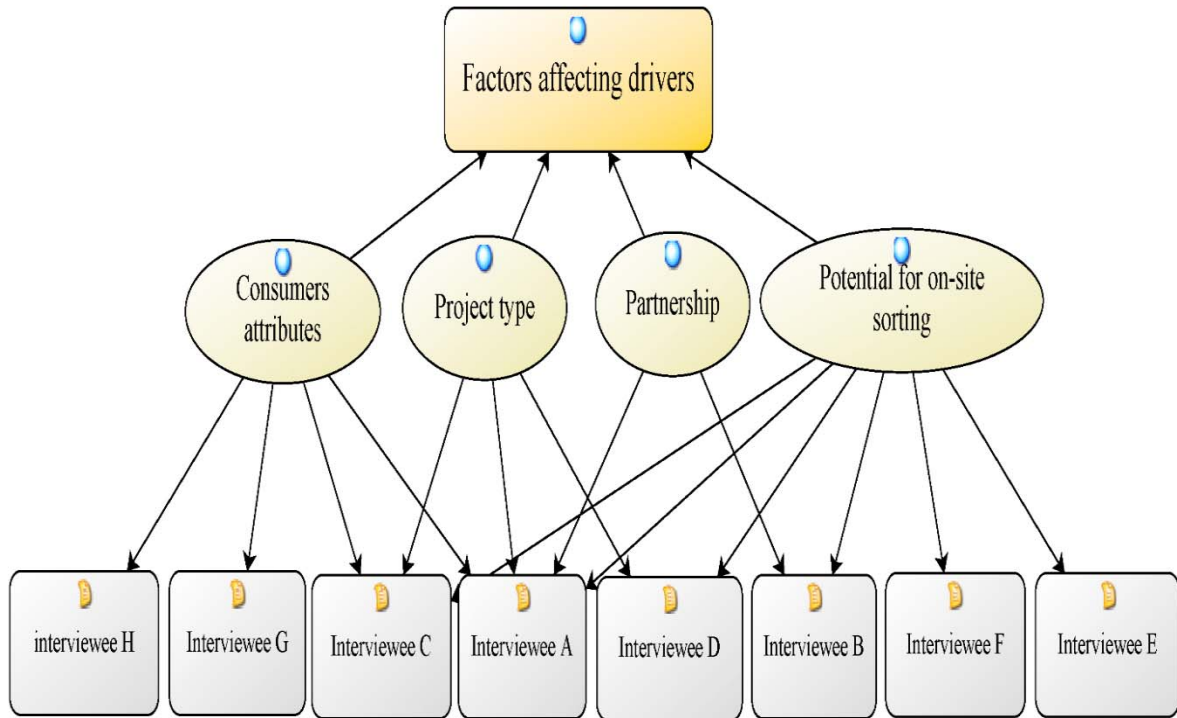 Factors affecting drivers
Consumers
attributes
Project type
Partnership
Potential for on-site
sorting
interviewee H
Interviewee G
Interviewee C
Interviewee A
Interviewee D
Interviewee B
Interviewee F
Interviewee E